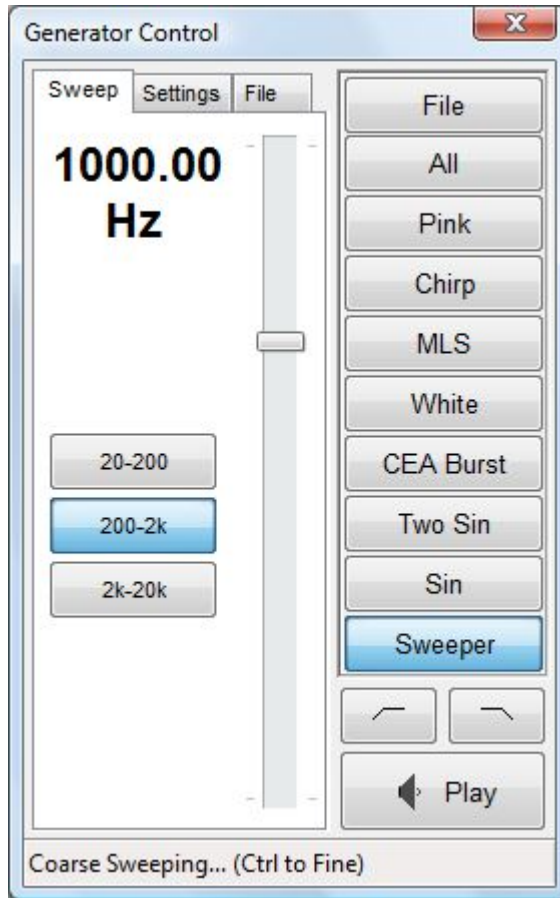 Generator Control
Sweep Settings File
1000.00
Hz
20-200
200-2k
2k-20k
File
All
Pink
Chirp
MLS
White
CEA Burst
Two Sin
Sin
Sweeper
Play
Coarse Sweeping... (Ctrl to Fine)